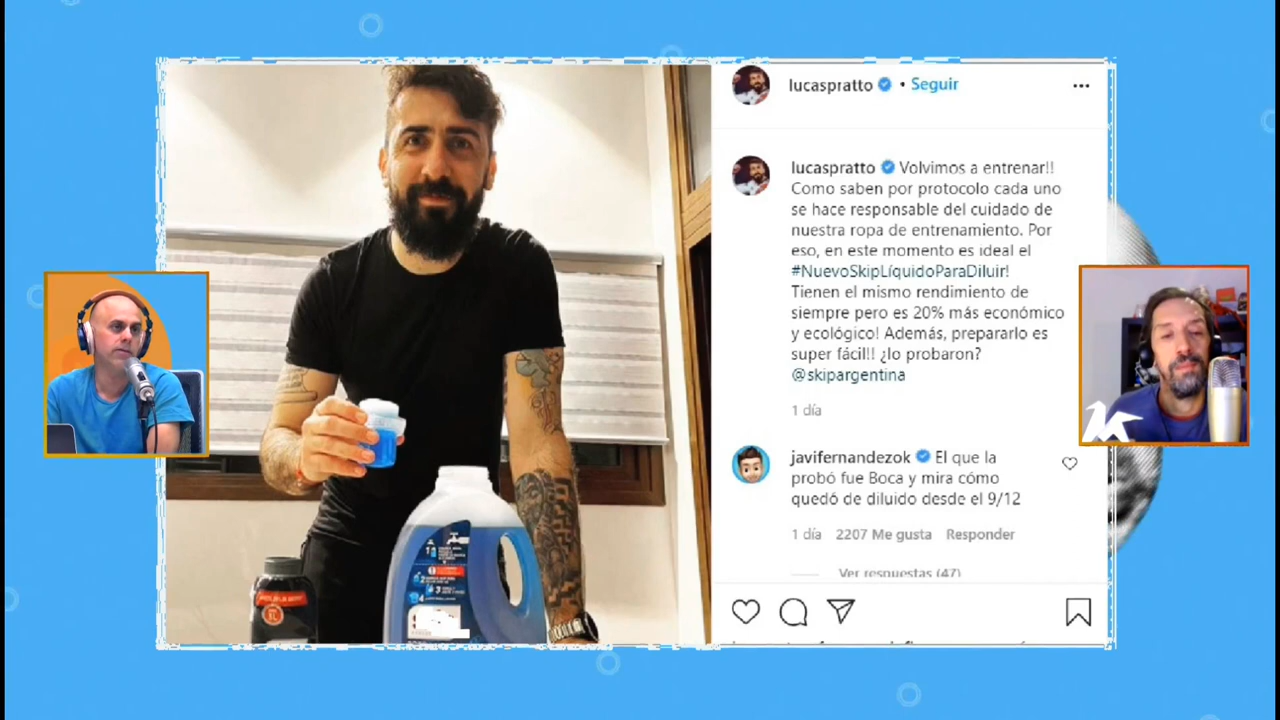 lucaspratto • Seguir
lucaspratto Volvimos a entrenar!!
Como saben por protocolo cada uno
se hace responsable del cuidado de
nuestra ropa de entrenamiento. Por
eso, en este momento es ideal el
#NuevoSkipLíquidoParaDiluir!
Tienen el mismo rendimiento de
siempre pero es 20% más económico
y ecológico! Además, prepararlo es
super fácil!! ¿lo probaron?
@skipargentina
1 día
javifernandezok El que la
probó fue Boca y mira cómo
quedó de diluido desde el 9/12
1 día 2207 Me gusta Responder
Ver respuestas (47)